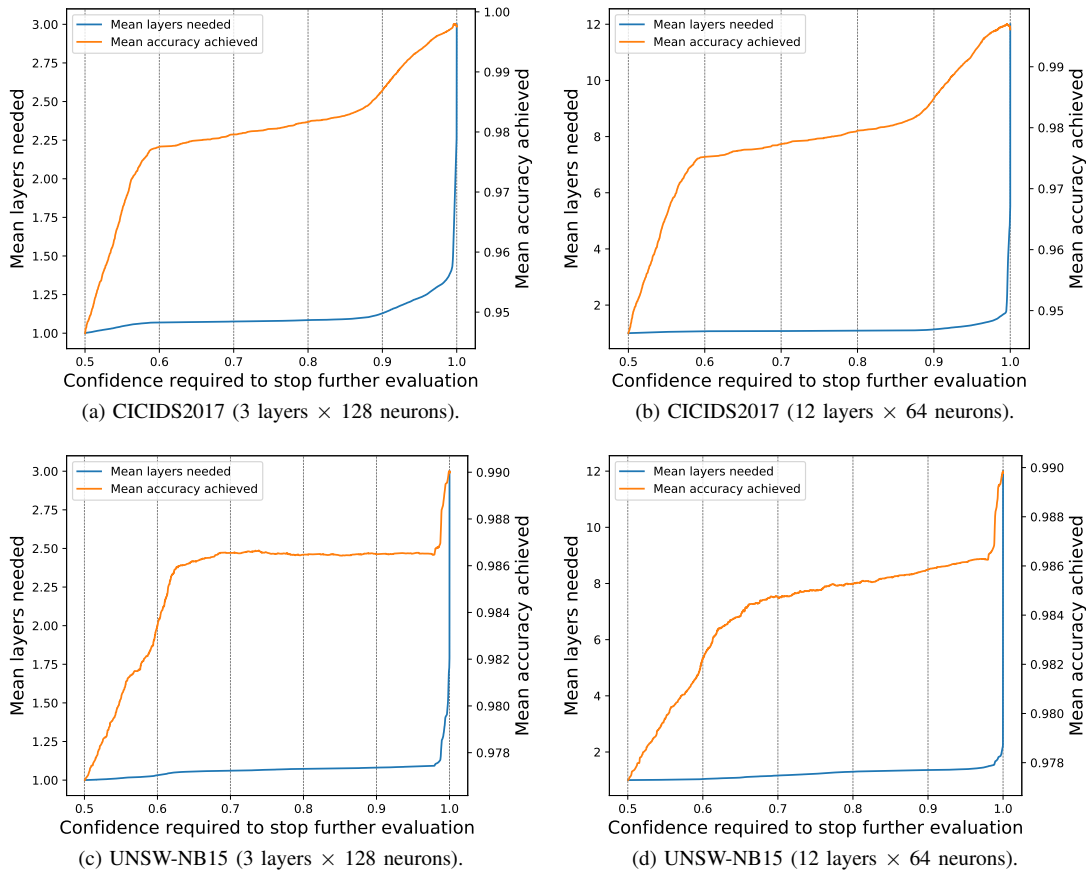 Mean layers needed
Mean accuracy achieved
3.00
2.75
2.50
2.25
2.00
1.75
1.50
1.25
1.00
Mean layers needed
1.00
0.99
0.98
0.97
0.96
0.95
Mean accuracy achieved
0.5 0.6 0.7 0.8 0.9 1.0
Confidence required to stop further evaluation
(a) CICIDS2017 (3 layers × 128 neurons).
Mean layers needed
Mean accuracy achieved
12
10
8
6
4
2
Mean layers needed
0.99
0.98
0.97
0.96
0.95
Mean accuracy achieved
0.5 0.6 0.7 0.8 0.9 1.0
Confidence required to stop further evaluation
(b) CICIDS2017 (12 layers × 64 neurons).
Mean layers needed
Mean accuracy achieved
3.00
2.75
2.50
2.25
2.00
1.75
1.50
1.25
1.00
Mean layers needed
0.990
0.988
0.986
0.984
0.982
0.980
0.978
Mean accuracy achieved
0.5 0.6 0.7 0.8 0.9 1.0
Confidence required to stop further evaluation
(c) UNSW-NB15 (3 layers × 128 neurons).
Mean layers needed
Mean accuracy achieved
12
10
8
6
4
2
Mean layers needed
0.990
0.988
0.986
0.984
0.982
0.980
0.978
Mean accuracy achieved
0.5 0.6 0.7 0.8 0.9 1.0
Confidence required to stop further evaluation
(d) UNSW-NB15 (12 layers × 64 neurons).